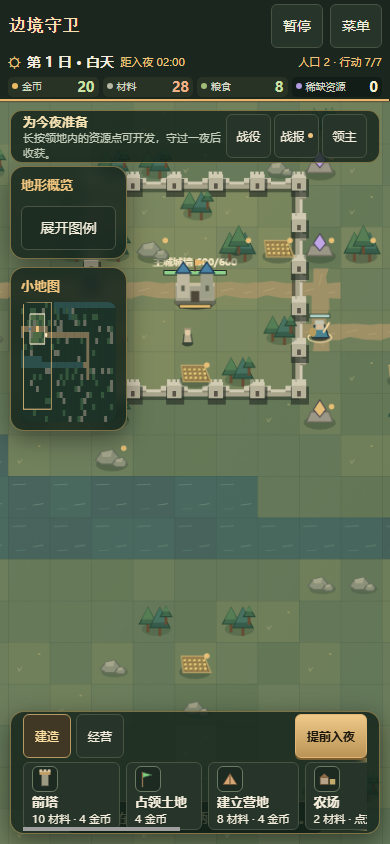 边境守卫
暂停
菜单
第 1 日 • 白天 距入夜 02:00
人口 2 · 行动 7/7
金币 20
材料 28
粮食 8
稀缺资源 0
为今夜准备
长按领地内的资源点可开发，守过一夜后
收获。
战役
战报
领主
地形概览
展开图例
小地图
建造
经营
提前入夜
箭塔
10 材料 · 4 金币
占领土地
4 金币
建立营地
8 材料 · 4 金币
农场
2 材料 · 点